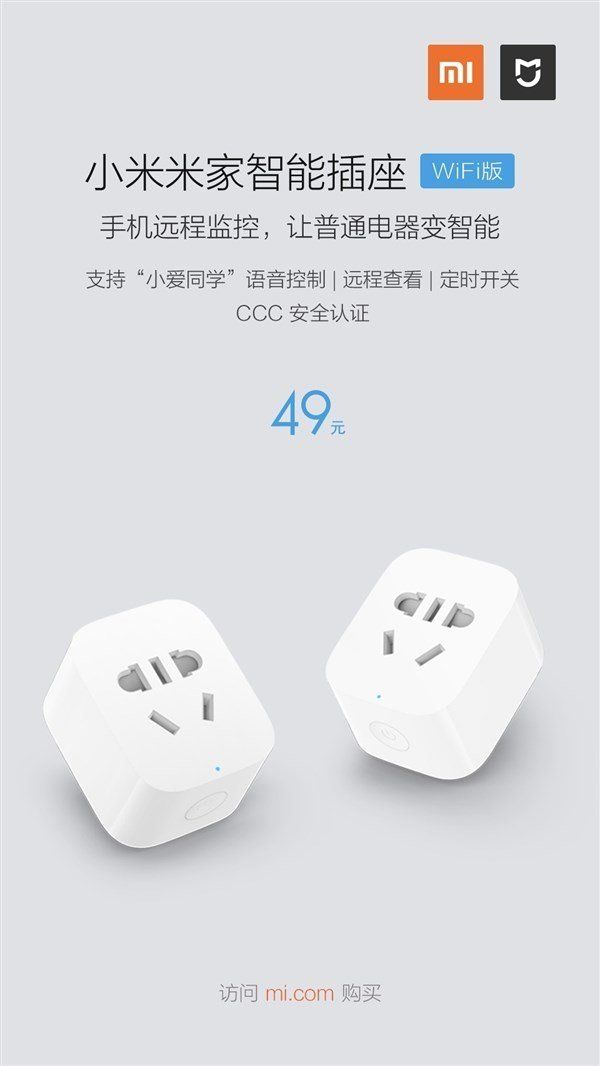 小米米家智能插座 WiFi版
手机远程监控，让普通电器变智能
支持“小爱同学”语音控制 | 远程查看 | 定时开关
CCC 安全认证
49元
访问 mi.com 购买